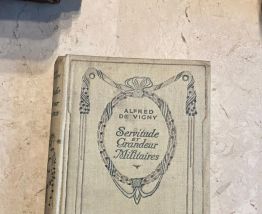 ALFRED
DE VIGNY
Servitude
ET
Grandeur
Militaires